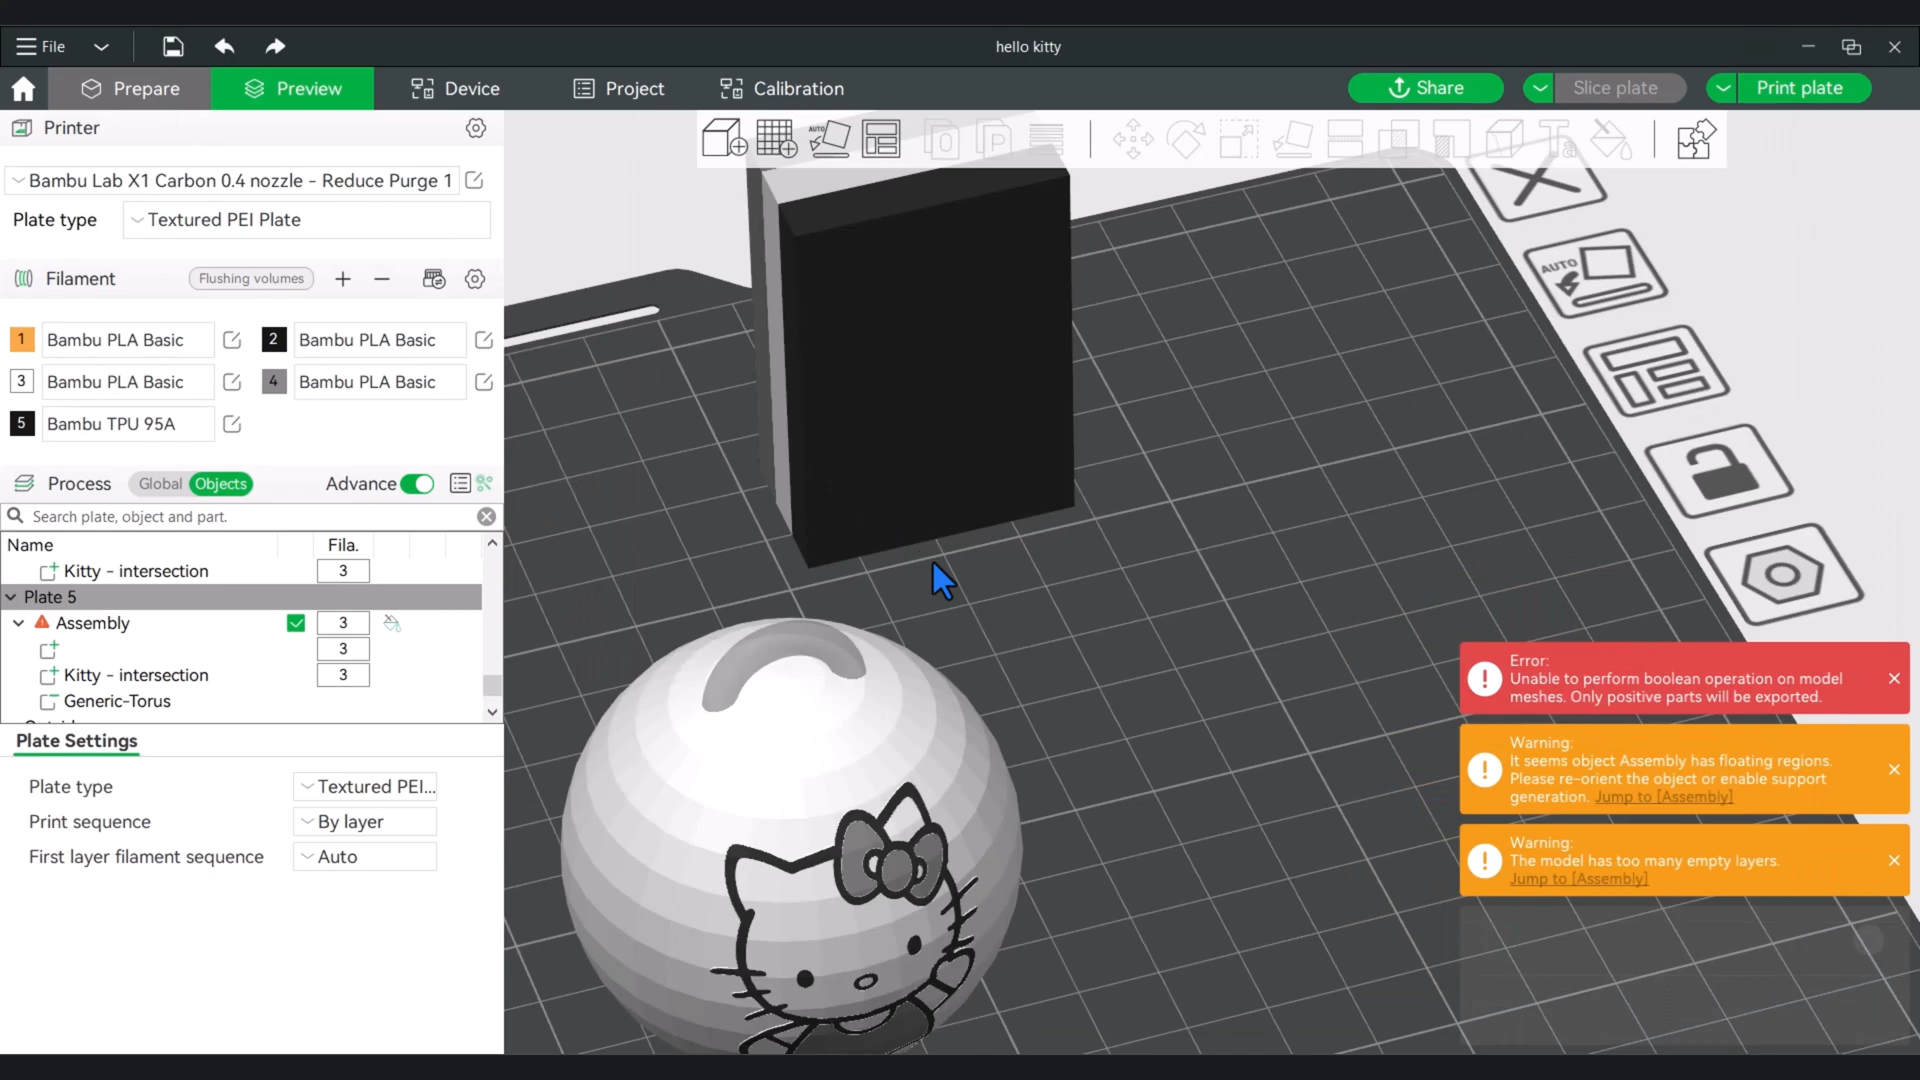 File
hello kitty
Prepare
Preview
Device
Project
Calibration
Share
Slice plate
Print plate
Printer
Bambu Lab X1 Carbon 0.4 nozzle - Reduce Purge 1
Plate type
Textured PEI Plate
Filament
Flushing volumes
1 Bambu PLA Basic
2 Bambu PLA Basic
3 Bambu PLA Basic
4 Bambu PLA Basic
5 Bambu TPU 95A
Process
Global
Objects
Advance
Search plate, object and part.
Name
Fila.
Kitty - intersection
3
Plate 5
Assembly
3
3
Kitty - intersection
3
Generic-Torus
Plate Settings
Plate type
Textured PEI...
Print sequence
By layer
First layer filament sequence
Auto
AUTO
AUTO
Error:
Unable to perform boolean operation on model
meshes. Only positive parts will be exported.
Warning:
It seems object Assembly has floating regions.
Please re-orient the object or enable support
generation. Jump to [Assembly]
Warning:
The model has too many empty layers.
Jump to [Assembly]